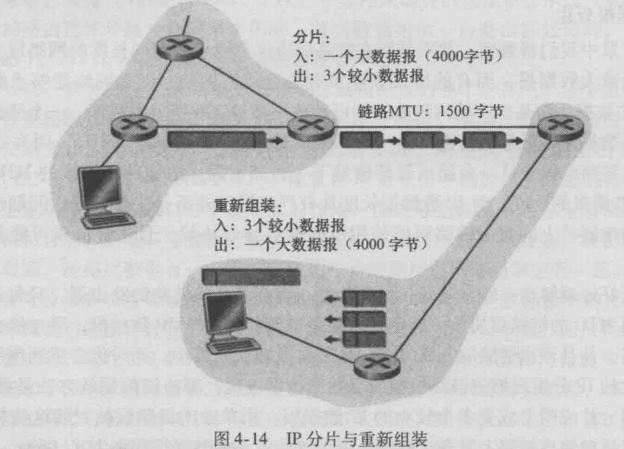 分片：
入：一个大数据报（4000字节）
出：3个较小数据报
链路MTU：1500 字节
重新组装：
入：3个较小数据报
出：一个大数据报（4000 字节）
图 4-14 IP 分片与重新组装